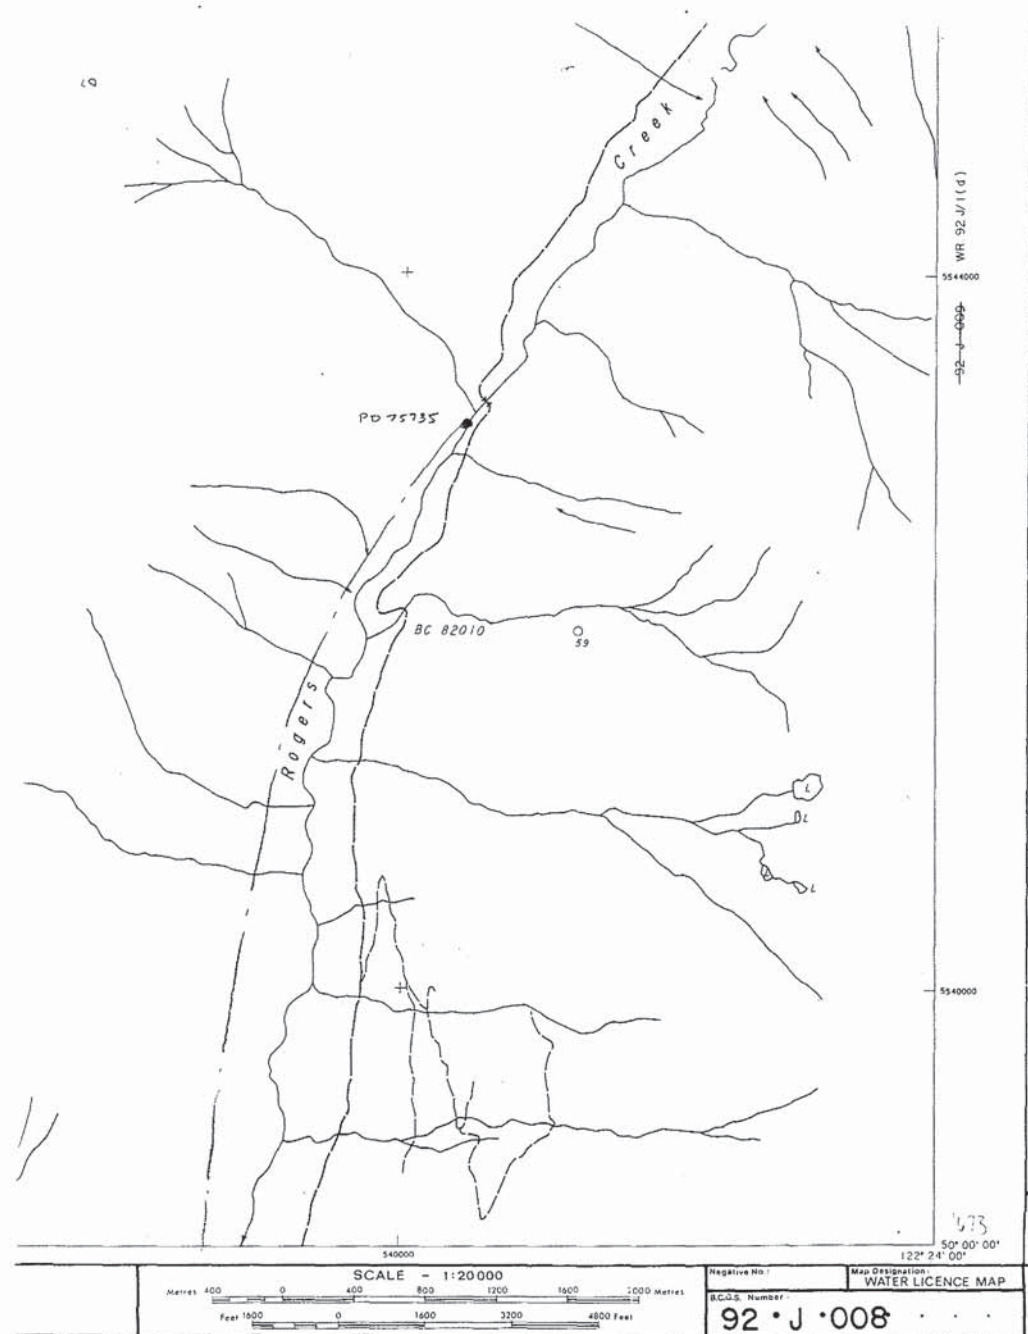 Creek
WR 92 J/1(d)
5544000
92-J-009
PD 75735
BC 82010
59
Rogers
L
L
L
5540000
50° 00' 00"
540000
122° 24' 00"
SCALE - 1:20000
Metres 400 0 400 800 1200 1600 2000 Metres
Feet 1600 0 1600 3200 4800 Feet
Negative No.:
Map Designation:
WATER LICENCE MAP
B.C.G.S. Number -
92 • J • 008 • • • •